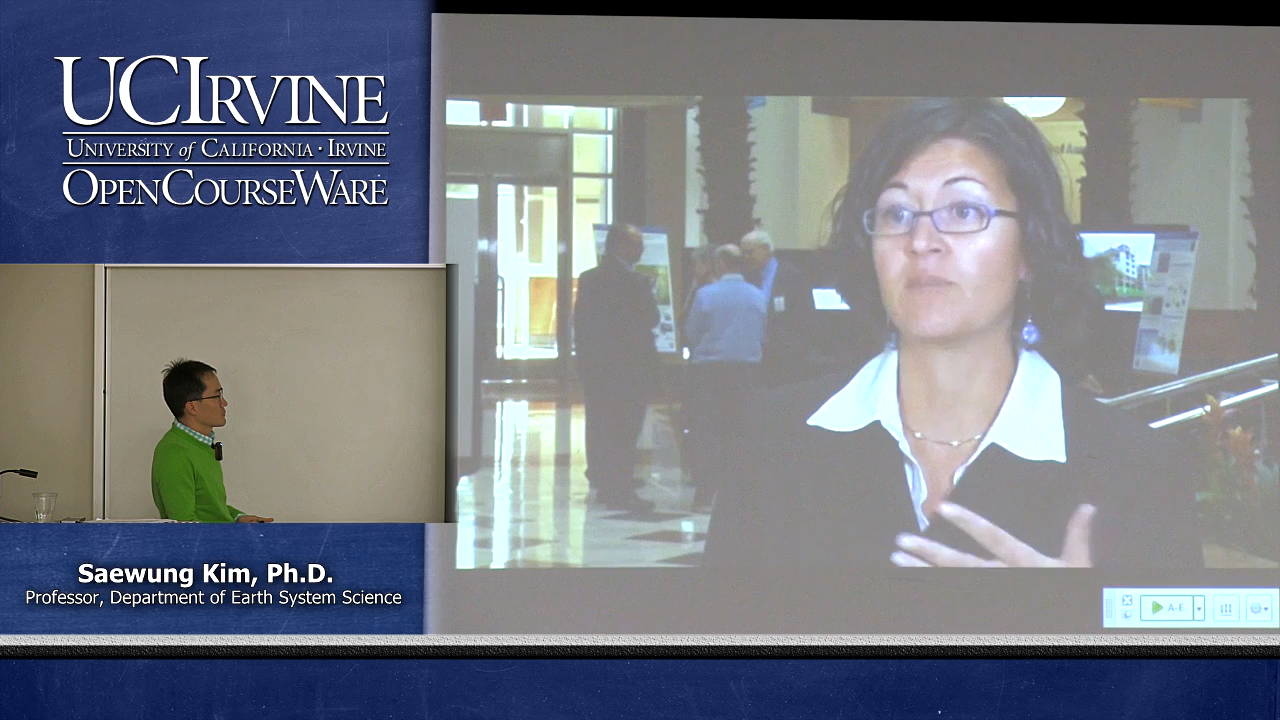 UCIRVINE
UNIVERSITY of CALIFORNIA · IRVINE
OPENCOURSEWARE
Saewung Kim, Ph.D.
Professor, Department of Earth System Science
A-E